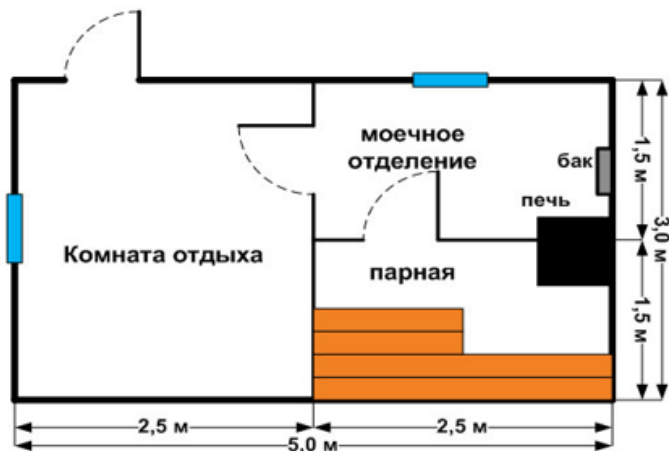 моечное
отделение
бак
печь
1,5 м
3,0 м
Комната отдыха
парная
1,5 м
2,5 м
2,5 м
5,0 м